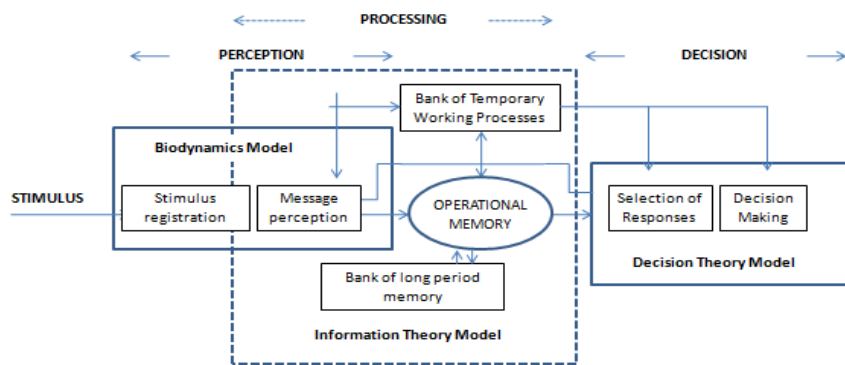 PROCESSING
PERCEPTION
DECISION
Bank of Temporary
Working Processes
Biodynamics Model
STIMULUS
Stimulus
registration
Message
perception
OPERATIONAL
MEMORY
Selection of
Responses
Decision
Making
Bank of long period
memory
Decision Theory Model
Information Theory Model